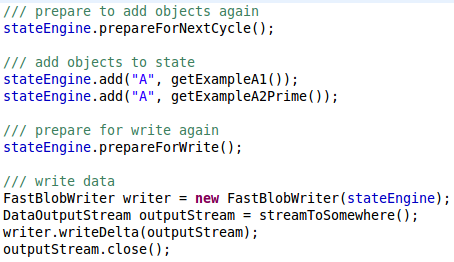 /// prepare to add objects again
stateEngine.prepareForNextCycle();
/// add objects to state
stateEngine.add("A", getExampleA1());
stateEngine.add("A", getExampleA2Prime());
/// prepare for write again
stateEngine.prepareForWrite();
/// write data
FastBlobWriter writer = new FastBlobWriter(stateEngine);
DataOutputStream outputStream = streamToSomewhere();
writer.writeDelta(outputStream);
outputStream.close();